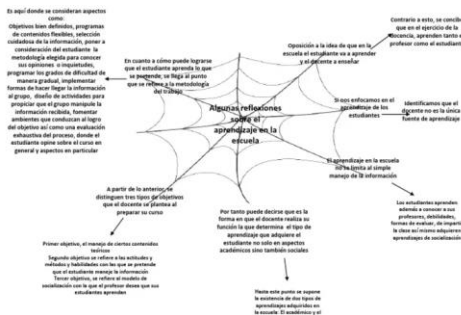 Es aquí donde se consideran aspectos
como:
Objetivos bien definidos, programas
de contenidos flexibles, selección
cuidadosa de la información, poner a
consideración del estudiante la
metodología elegida para conocer
sus opiniones o inquietudes,
programar los grados de dificultad de
manera gradual, implementar
formas de hacer llegar la información
al grupo, diseño de actividades para
propiciar que el grupo manipule la
información recibida, fomentar
ambientes que conduzcan al logro
del objetivo así como una evaluación
exhaustiva del proceso, donde el
estudiante opine sobre el curso en
general y aspectos en particular
En cuanto a cómo puede lograrse
que el estudiante aprenda lo que
se pretende, se llega al punto
que se refiere a la metodología
del trabajo
Algunas reflexiones
sobre el
aprendizaje en la
escuela
Oposición a la idea de que en la
escuela el estudiante va a aprender
y el docente a enseñar
Contrario a esto, se concibe
que en el ejercicio de la
docencia, aprenden tanto el
profesor como el estudiante
Si nos enfocamos en el
aprendizaje de los
estudiantes
Identificamos que el
docente no es la única
fuente de aprendizaje
El aprendizaje en la escuela
no se limita al simple
manejo de la información
Los estudiantes aprenden
además a conocer a sus
profesores, debilidades,
formas de evaluar, de impartir
la clase así mismo adquieren
aprendizajes de socialización
A partir de lo anterior, se
distinguen tres tipos de objetivos
que el docente se plantea al
preparar su curso
Primer objetivo, el manejo de ciertos contenidos
teóricos
Segundo objetivo se refiere a las actitudes y
métodos y habilidades con las que se pretende
que el estudiante maneje la información
Tercer objetivo, se refiere al modelo de
socialización con la que el profesor desea que sus
estudiantes aprendan
Por tanto puede decirse que es la
forma en que el docente realiza su
función la que determina el tipo de
aprendizaje que adquiere el
estudiante no solo en aspectos
académicos sino también sociales
Hasta este punto se supone
la existencia de dos tipos de
aprendizajes adquiridos en
la escuela: El académico y el